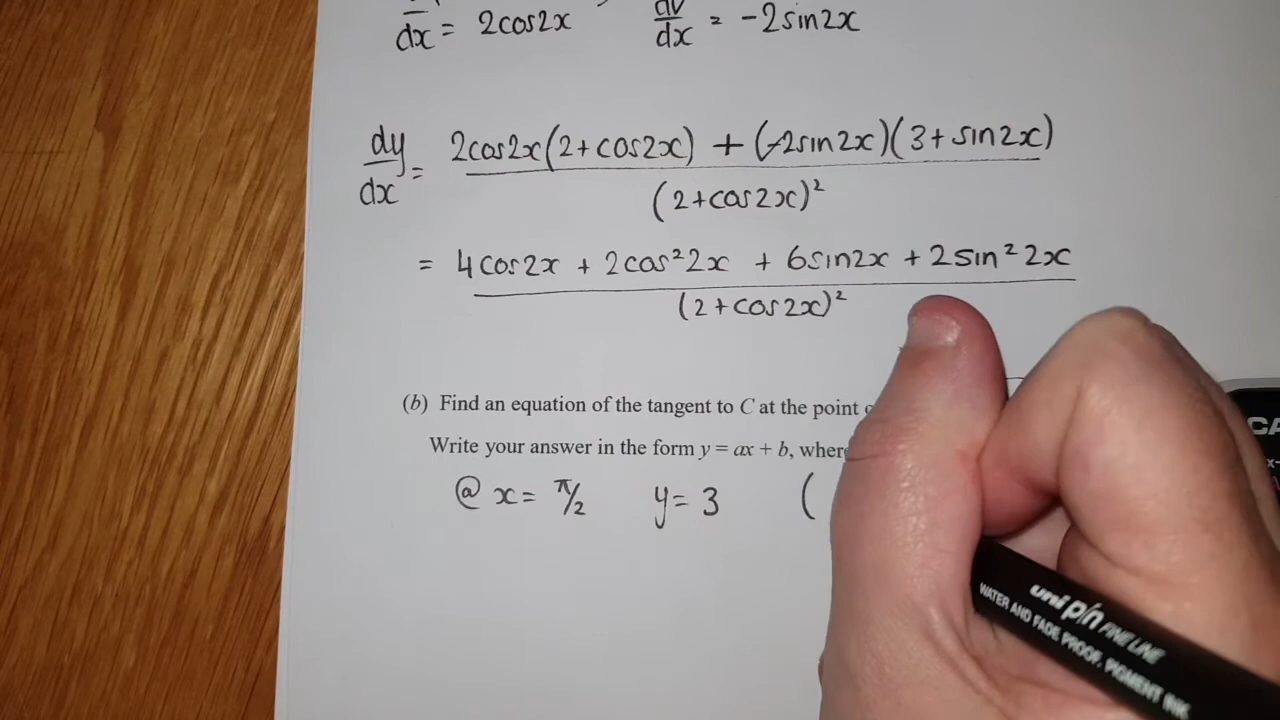 dx = 2cos2x dv/dx = -2sin2x
dy/dx = 2cos2x(2+cos2x) + (-2sin2x)(3+sin2x)
(2+cos2x)²
= 4cos2x + 2cos²2x + 6sin2x + 2sin²2x
(2+cos2x)²
(b) Find an equation of the tangent to C at the point
Write your answer in the form y = ax + b, where
@ x = π/2 y = 3 (
CA
x-
uni pin FINE LINE
WATER AND FADE PROOF, PIGMENT INK